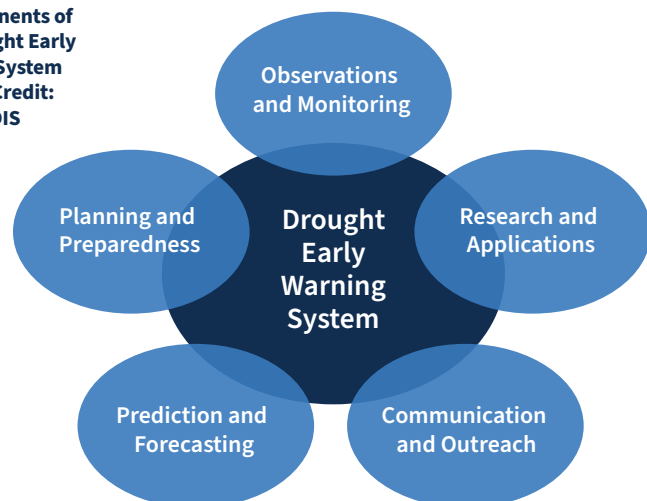 nents of
ght Early
System
Credit:
DIS
Observations
and Monitoring
Planning and
Preparedness
Drought
Early
Warning
System
Research and
Applications
Prediction and
Forecasting
Communication
and Outreach